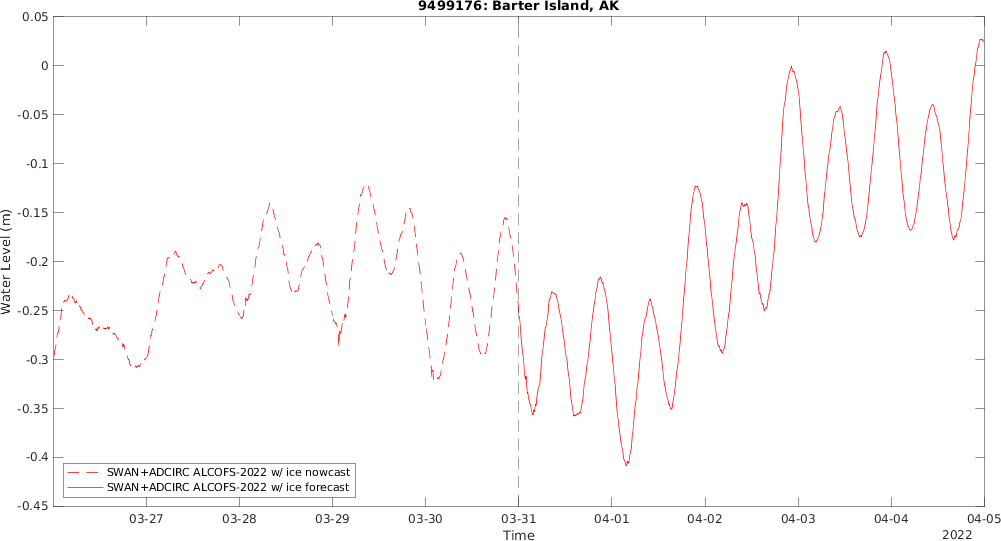 9499176: Barter Island, AK
0.05
0
-0.05
-0.1
-0.15
-0.2
-0.25
-0.3
-0.35
-0.4
-0.45
Water Level (m)
SWAN+ADCIRC ALCOFS-2022 w/ ice nowcast
SWAN+ADCIRC ALCOFS-2022 w/ ice forecast
03-27 03-28 03-29 03-30 03-31 04-01 04-02 04-03 04-04 04-05
Time
2022